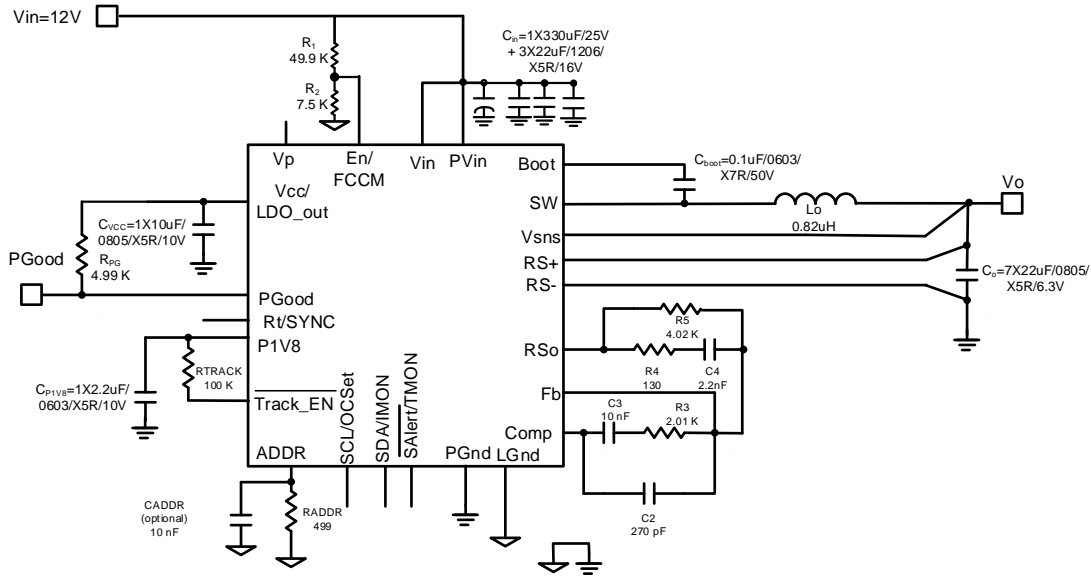 Vin=12V
R1
49.9 K
R2
7.5 K
Cin=1X330uF/25V
+ 3X22uF/1206/
X5R/16V
Vp
En/
FCCM
Vin
PVin
Boot
Cboot=0.1uF/0603/
X7R/50V
SW
Lo
0.82uH
Vo
Vcc/
LDO_out
CVCC=1X10uF/
0805/X5R/10V
RPG
4.99 K
PGood
Vsns
RS+
RS-
Co=7X22uF/0805/
X5R/6.3V
PGood
Rt/SYNC
P1V8
RTRACK
100 K
CP1V8=1X2.2uF/
0603/X5R/10V
Track_EN
ADDR
SCL/OCSet
SDA/IMON
SAlert/TMON
PGnd
LGnd
RSo
R5
4.02 K
R4
130
C4
2.2nF
Fb
C3
10 nF
R3
2.01 K
Comp
C2
270 pF
CADDR
(optional)
10 nF
RADDR
499